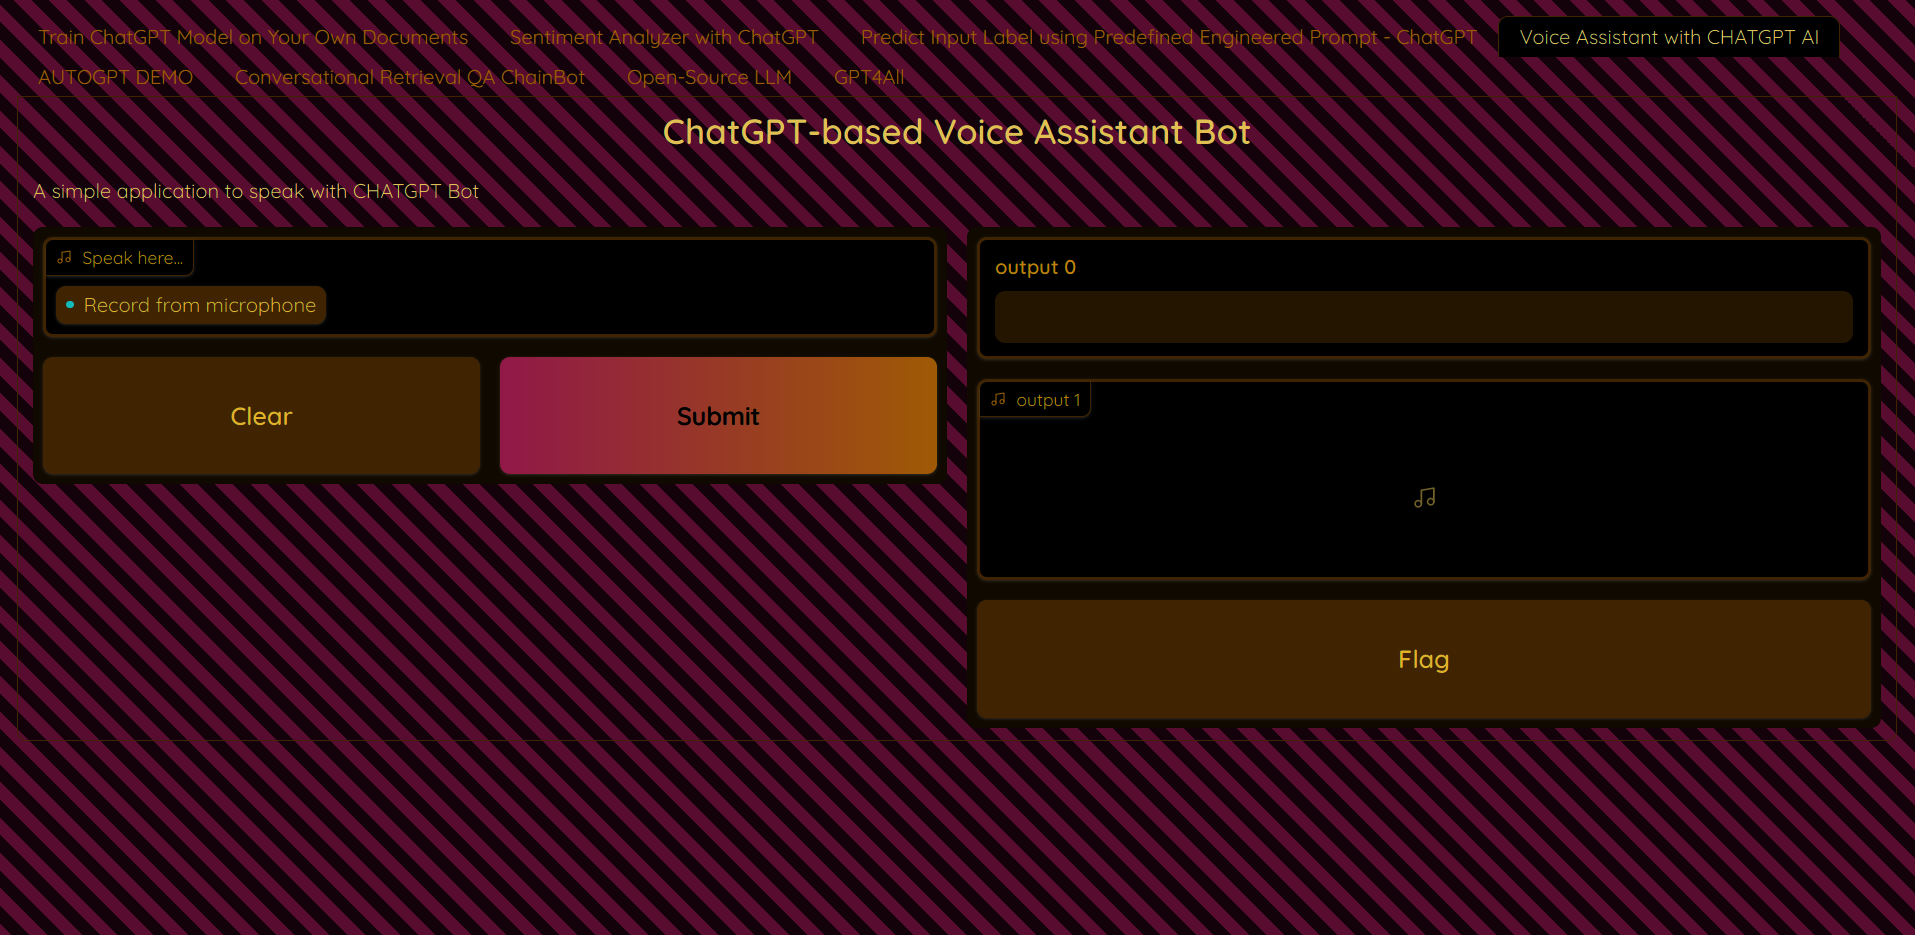 Train ChatGPT Model on Your Own Documents Sentiment Analyzer with ChatGPT Predict Input Label using Predefined Engineered Prompt - ChatGPT Voice Assistant with CHATGPT AI
AUTOGPT DEMO Conversational Retrieval QA ChainBot Open-Source LLM GPT4All
ChatGPT-based Voice Assistant Bot
A simple application to speak with CHATGPT Bot
Speak here...
Record from microphone
Clear
Submit
output 0
output 1
Flag